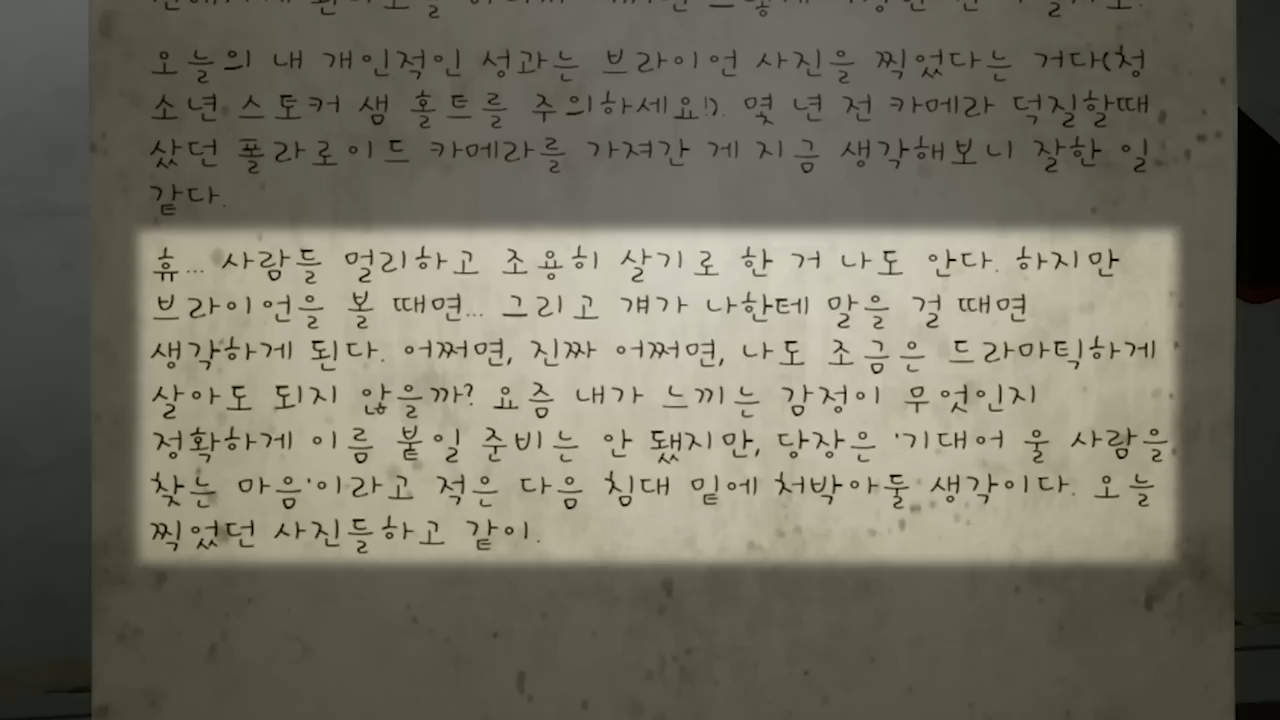 오늘의 내 개인적인 성과는 브라이언 사진을 찍었다는 거다(청
소년 스토커 샘 홀트를 주의하세요!). 몇 년 전 카메라 덕질할때
샀던 폴라로이드 카메라를 가져간 게 지금 생각해보니 잘한 일
같다.
휴... 사람들 멀리하고 조용히 살기로 한 거 나도 안다. 하지만
브라이언을 볼 때면... 그리고 걔가 나한테 말을 걸 때면
생각하게 된다. 어쩌면, 진짜 어쩌면, 나도 조금은 드라마틱하게
살아도 되지 않을까? 요즘 내가 느끼는 감정이 무엇인지
정확하게 이름 붙일 준비는 안 됐지만, 당장은 '기대어 울 사람을
찾는 마음'이라고 적은 다음 침대 밑에 처박아둘 생각이다. 오늘
찍었던 사진들하고 같이.